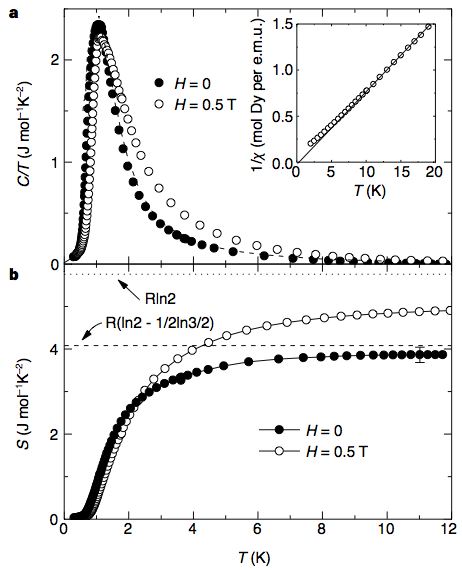 a
2
1
0
C/T (J mol⁻¹K⁻²)
H = 0
H = 0.5 T
1.5
1.0
0.5
0.0
1/χ (mol Dy per e.m.u.)
0 5 10 15 20
T (K)
b
Rln2
R(ln2 - 1/2ln3/2)
4
2
0
S (J mol⁻¹K⁻²)
H = 0
H = 0.5 T
0 2 4 6 8 10 12
T (K)